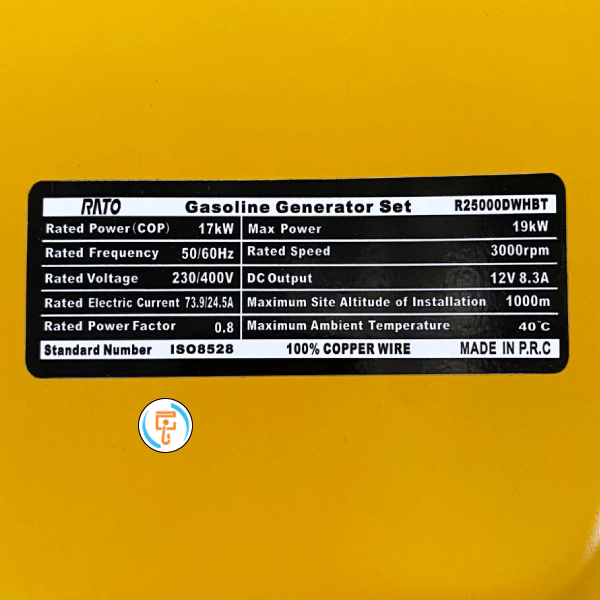 RATO Gasoline Generator Set R25000DWHBT
Rated Power(COP) 17kW Max Power 19kW
Rated Frequency 50/60Hz Rated Speed 3000rpm
Rated Voltage 230/400V DC Output 12V 8.3A
Rated Electric Current 73.9/24.5A Maximum Site Altitude of Installation 1000m
Rated Power Factor 0.8 Maximum Ambient Temperature 40℃
Standard Number ISO8528 100% COPPER WIRE MADE IN P.R.C